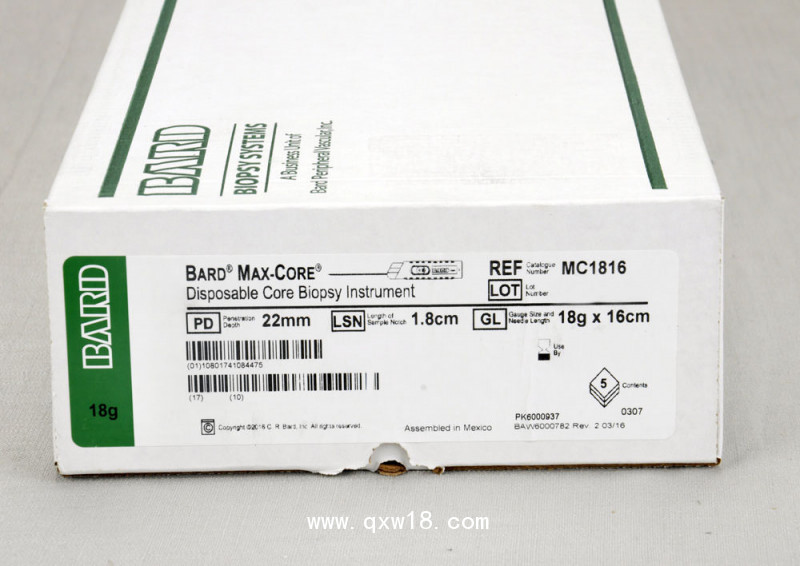 BARD
BIOPSY SYSTEMS
A Business Unit of
Bard Peripheral Vascular, Inc.
BARD
18g
BARD® MAX-CORE®
Disposable Core Biopsy Instrument
REF Catalogue Number MC1816
LOT Lot Number
PD Penetration Depth 22mm LSN Length of Sample Notch 1.8cm GL Gauge Size and Needle Length 18g x 16cm
(01)10801741084475
Use By
(17) (10)
5 Contents
Copyright ©2016 C. R. Bard, Inc. All rights reserved.
Assembled in Mexico
PK6000937
0307
BAW6000782 Rev. 2 03/16
www.qxw18.com